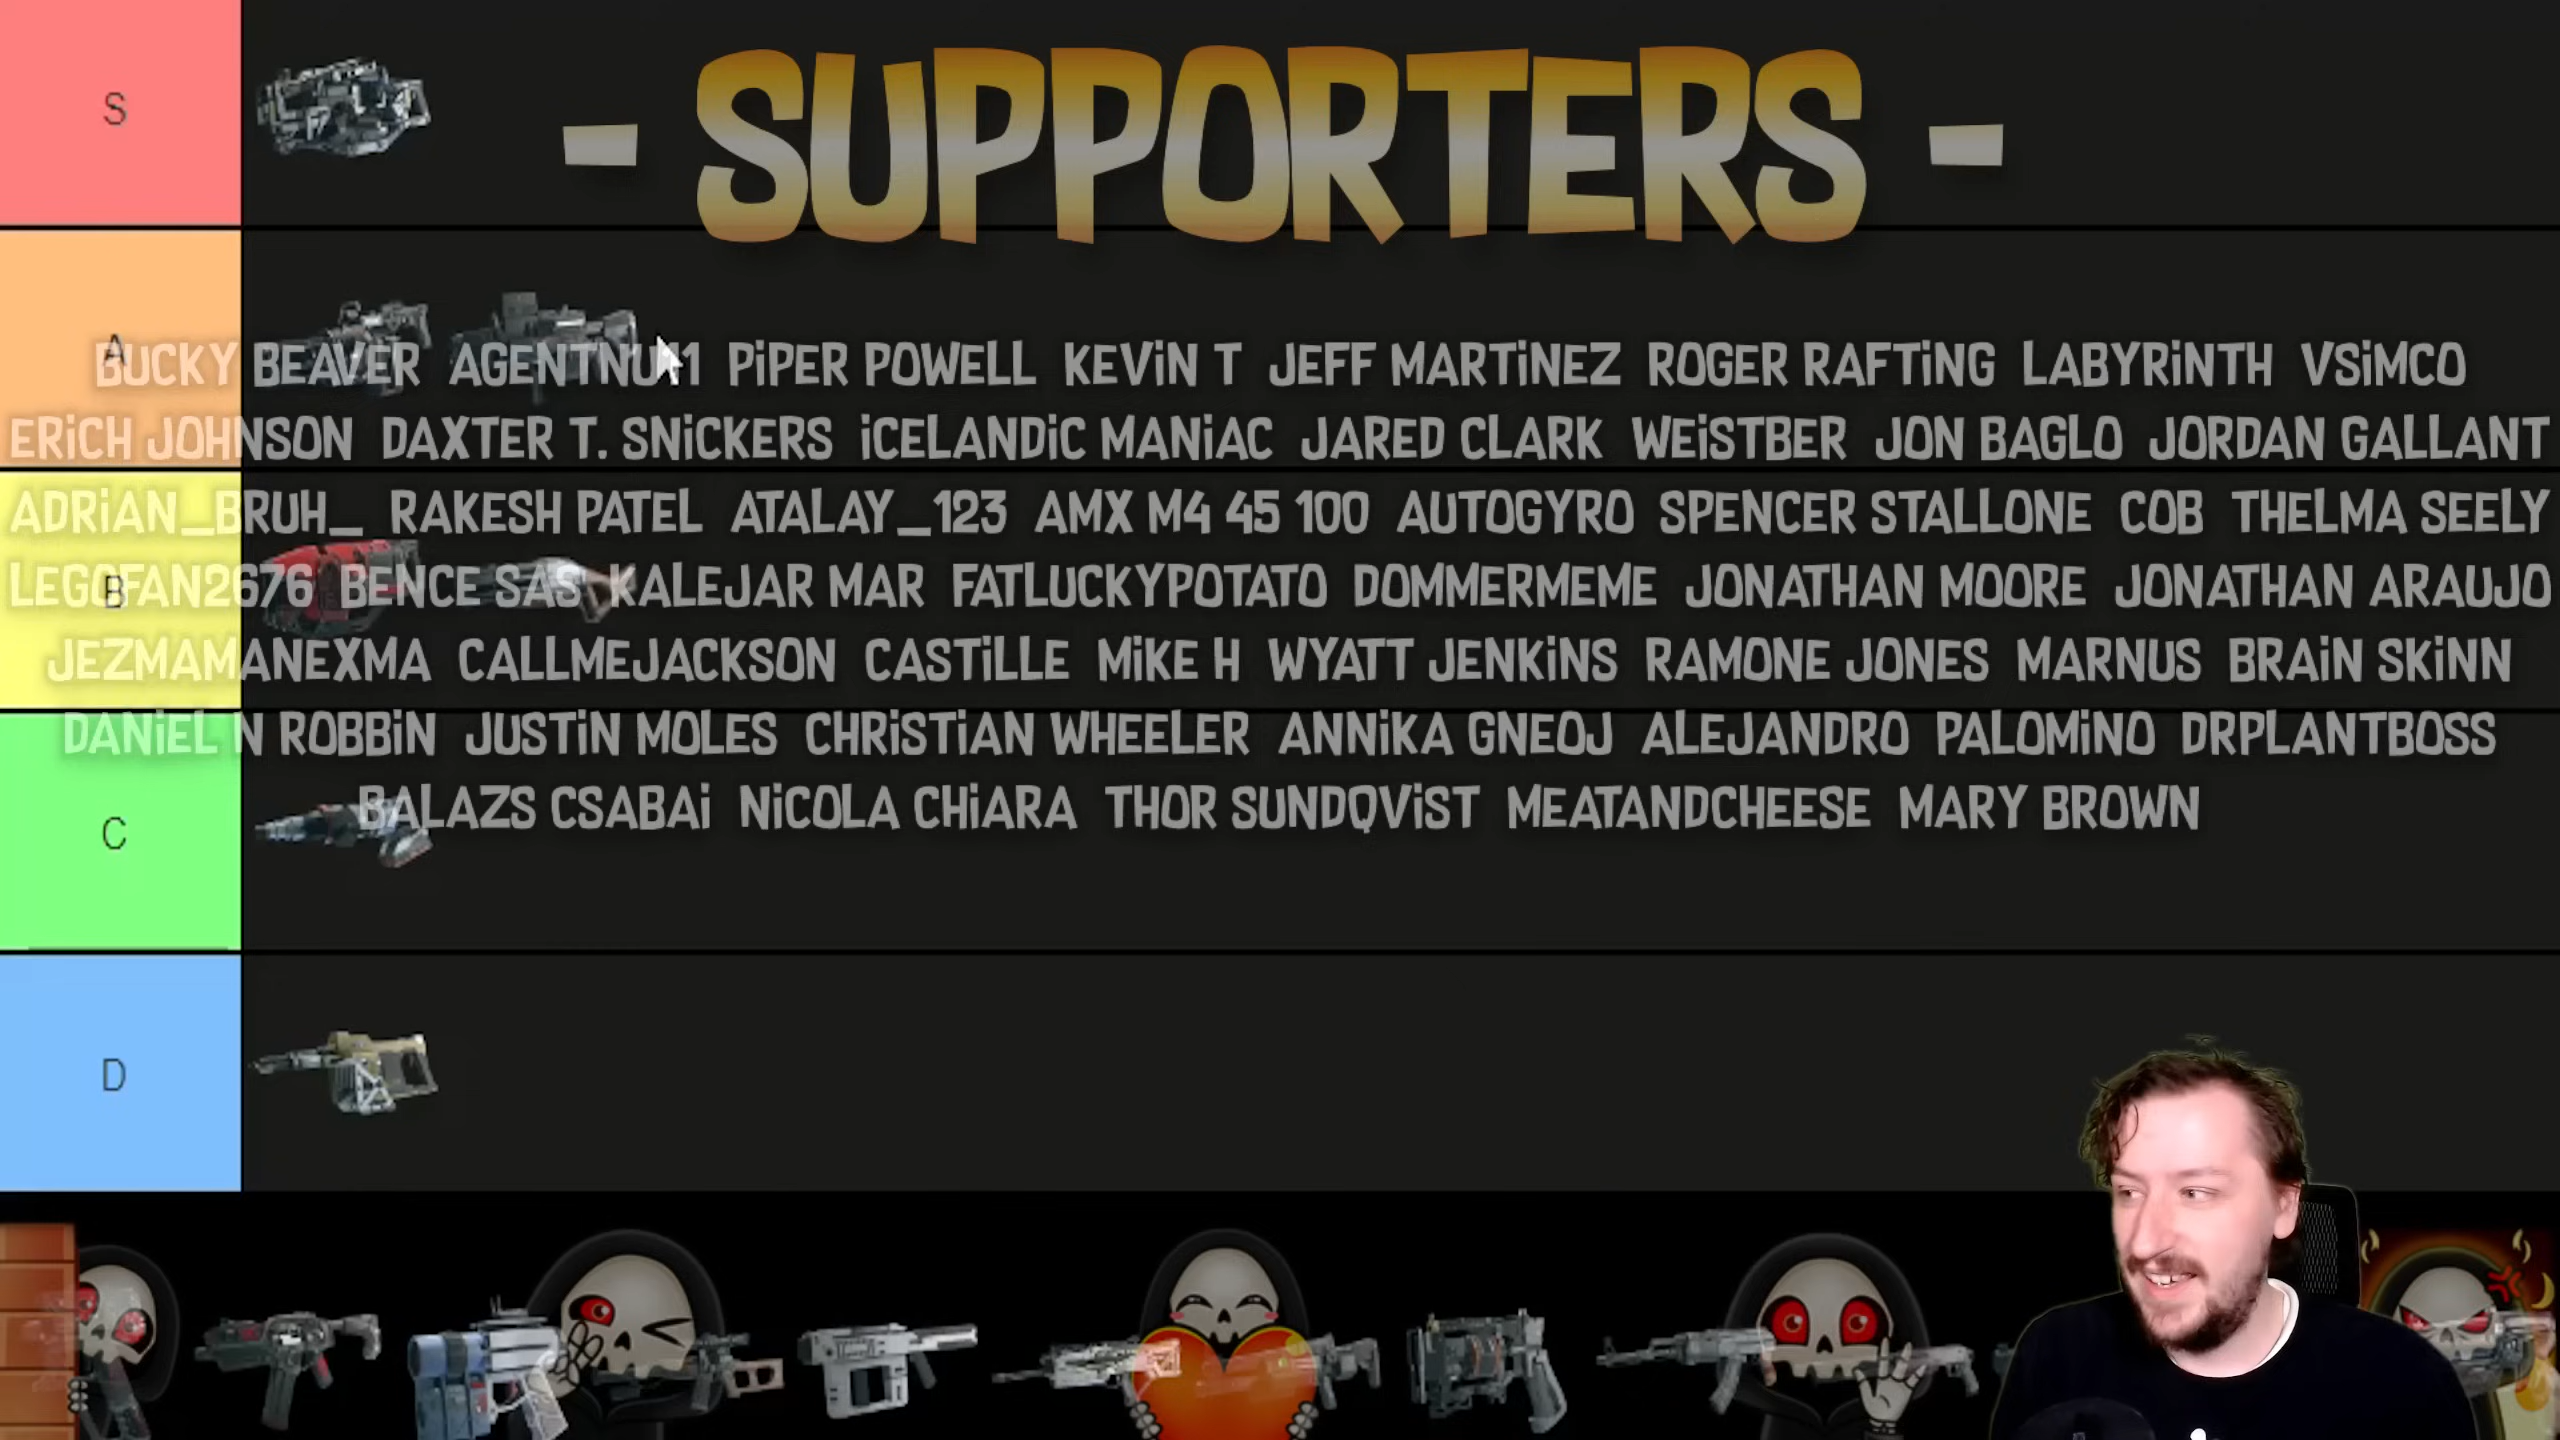 S
- SUPPORTERS -
A
BUCKY BEAVER AGENTNUM1 PiPER POWELL KEViN T JEFF MARTiNEZ ROGER RAFTiNG LABYRiNTH VSiMCO
ERiCH JOHNSON DAXTER T. SNiCKERS iCELANDiC MANiAC JARED CLARK WEiSTBER JON BAGLO JORDAN GALLANT
ADRiAN_BRUH_ RAKESH PATEL ATALAY_123 AMX M4 45 100 AUTOGYRO SPENCER STALLONE COB THELMA SEELY
B
LEGOFAN2676 BENCE SAS KALEJAR MAR FATLUCKYPOTATO DOMMERMEME JONATHAN MOORE JONATHAN ARAUJO
JEZMAMANEXMA CALLMEJACKSON CASTiLLE MiKE H WYATT JENKiNS RAMONE JONES MARNUS BRAiN SKiNN
DANiEL N ROBBiN JUSTiN MOLES CHRiSTiAN WHEELER ANNiKA GNEOJ ALEJANDRO PALOMiNO DRPLANTBOSS
BALAZS CSABAi NiCOLA CHiARA THOR SUNDQViST MEATANDCHEESE MARY BROWN
C
D